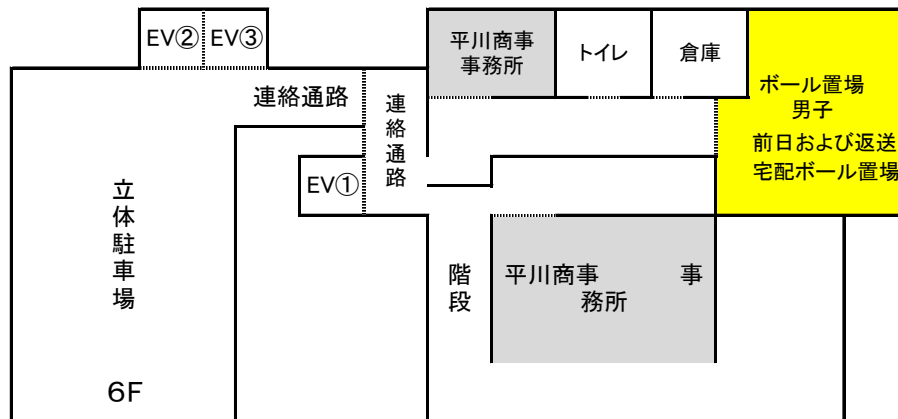 EV②
EV③
平川商事
事務所
トイレ
倉庫
ボール置場
男子
前日および返送
宅配ボール置場
連絡通路
連絡通路
EV①
立体駐車場
階段
平川商事 事
務所
6F